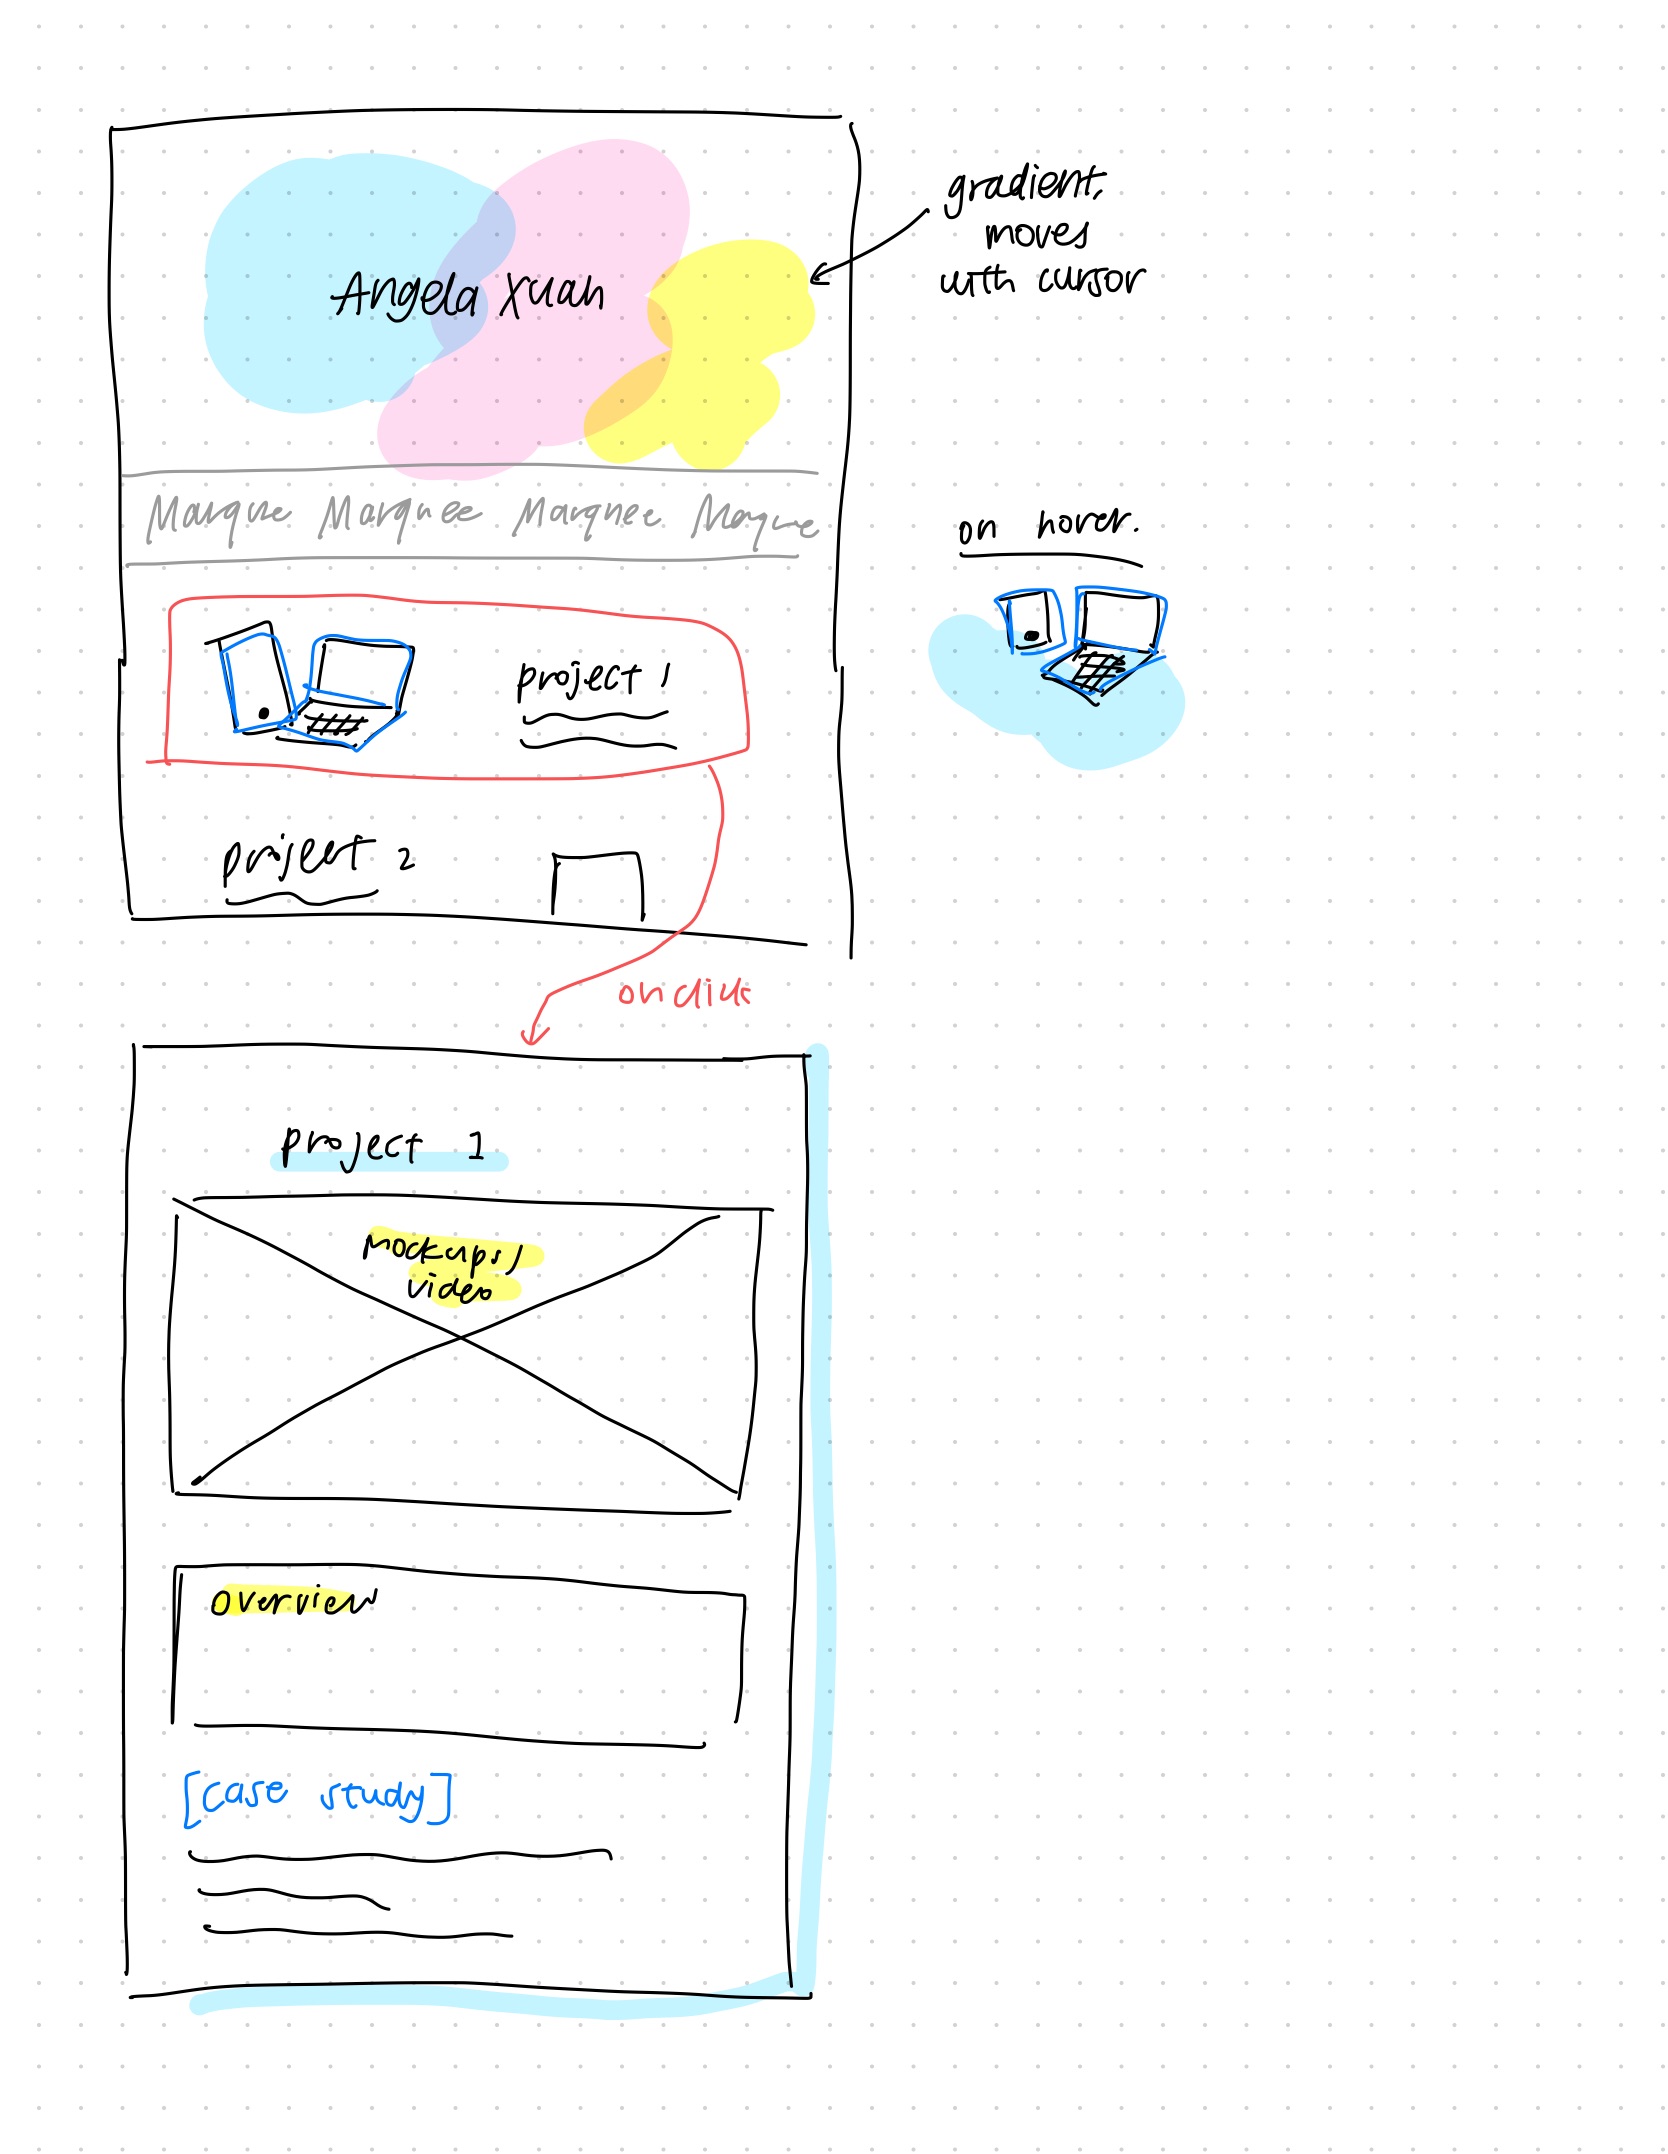 Angela Xuan
gradient,
moves
with cursor
Marque Marquee Marquee Marque
on hover.
project 1
project 2
on click
project 1
mockups/
video
overview
[case study]